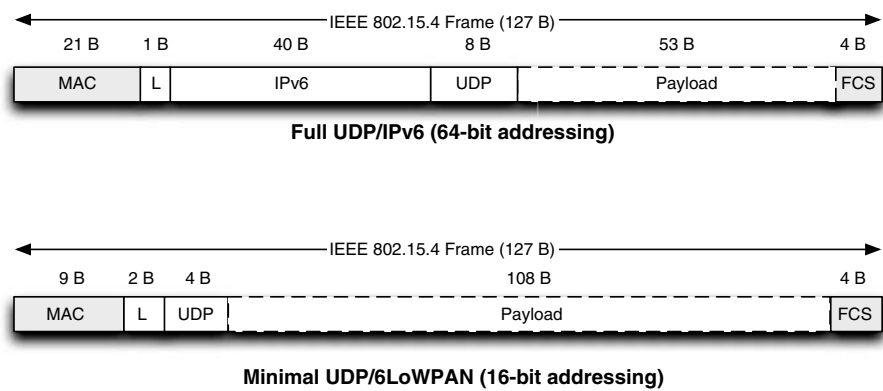 IEEE 802.15.4 Frame (127 B)
21 B 1 B 40 B 8 B 53 B 4 B
MAC L IPv6 UDP Payload FCS
Full UDP/IPv6 (64-bit addressing)
IEEE 802.15.4 Frame (127 B)
9 B 2 B 4 B 108 B 4 B
MAC L UDP Payload FCS
Minimal UDP/6LoWPAN (16-bit addressing)